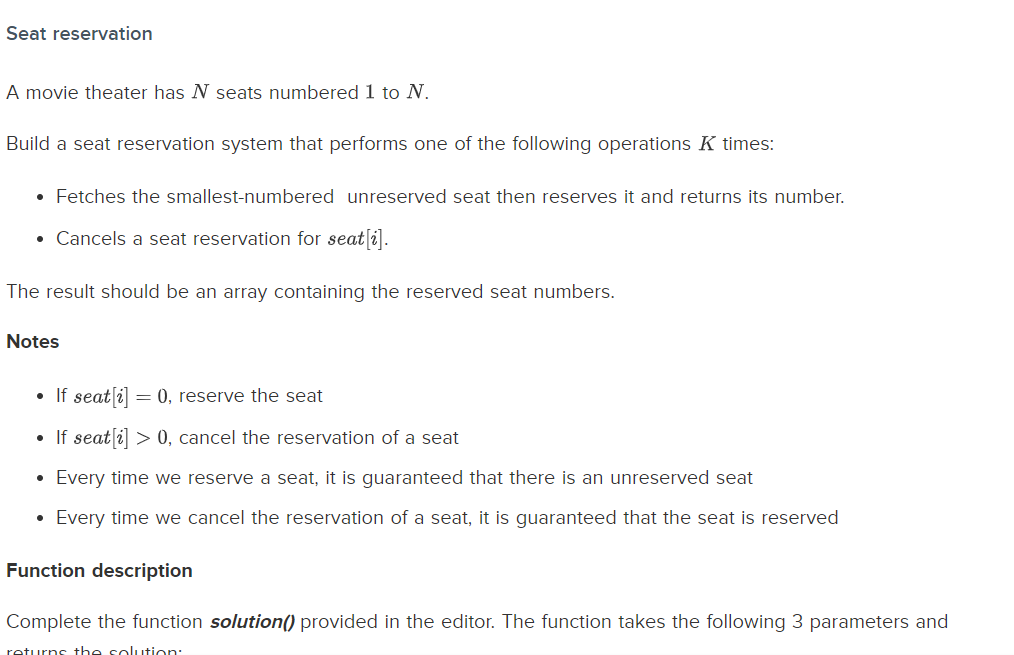 Seat reservation
A movie theater has N seats numbered 1 to N.
Build a seat reservation system that performs one of the following operations K times:
• Fetches the smallest-numbered unreserved seat then reserves it and returns its number.
• Cancels a seat reservation for seat[i].
The result should be an array containing the reserved seat numbers.
Notes
• If seat[i] = 0, reserve the seat
• If seat[i] > 0, cancel the reservation of a seat
• Every time we reserve a seat, it is guaranteed that there is an unreserved seat
• Every time we cancel the reservation of a seat, it is guaranteed that the seat is reserved
Function description
Complete the function solution() provided in the editor. The function takes the following 3 parameters and
returns the solution: